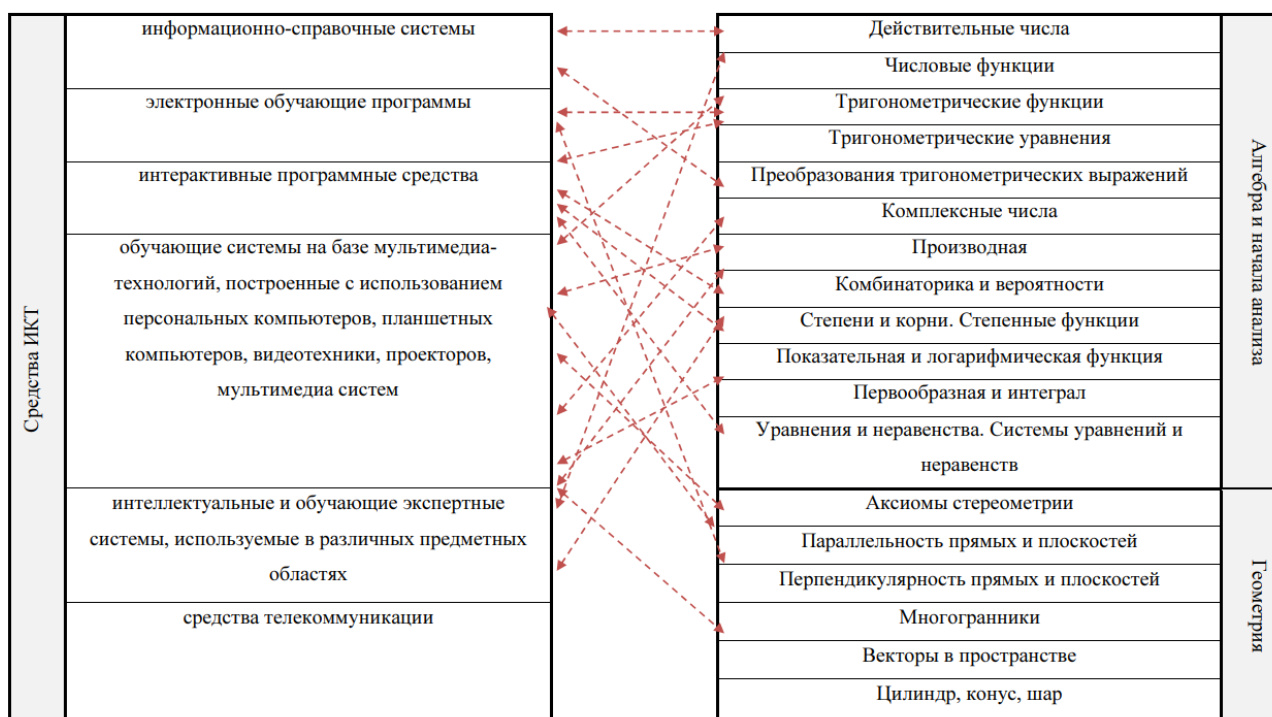 Средства ИКТ
информационно-справочные системы
электронные обучающие программы
интерактивные программные средства
обучающие системы на базе мультимедиа-
технологий, построенные с использованием
персональных компьютеров, планшетных
компьютеров, видеотехники, проекторов,
мультимедиа систем
интеллектуальные и обучающие экспертные
системы, используемые в различных предметных
областях
средства телекоммуникации
Действительные числа
Числовые функции
Тригонометрические функции
Тригонометрические уравнения
Преобразования тригонометрических выражений
Комплексные числа
Производная
Комбинаторика и вероятности
Степени и корни. Степенные функции
Показательная и логарифмическая функция
Первообразная и интеграл
Уравнения и неравенства. Системы уравнений и
неравенств
Аксиомы стереометрии
Параллельность прямых и плоскостей
Перпендикулярность прямых и плоскостей
Многогранники
Векторы в пространстве
Цилиндр, конус, шар
Алгебра и начала анализа
Геометрия